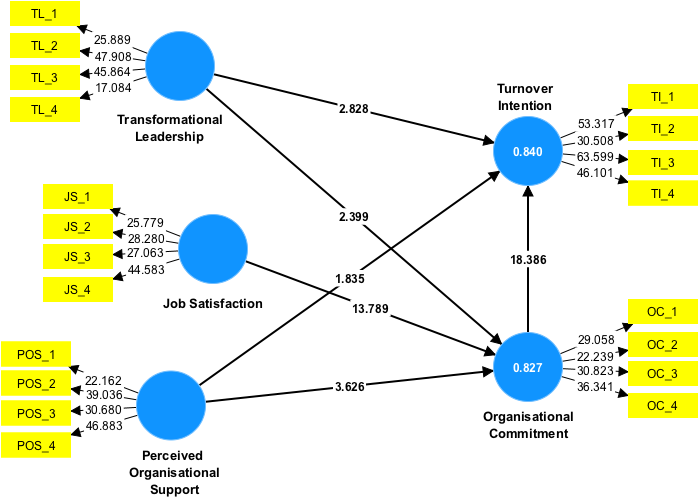 TL_1
TL_2
TL_3
TL_4
25.889
47.908
45.864
17.084
Transformational
Leadership
JS_1
JS_2
JS_3
JS_4
25.779
28.280
27.063
44.583
Job Satisfaction
POS_1
POS_2
POS_3
POS_4
22.162
39.036
30.680
46.883
Perceived
Organisational
Support
2.828
2.399
1.835
13.789
3.626
18.386
Turnover
Intention
0.840
53.317
30.508
63.599
46.101
TI_1
TI_2
TI_3
TI_4
0.827
Organisational
Commitment
29.058
22.239
30.823
36.341
OC_1
OC_2
OC_3
OC_4